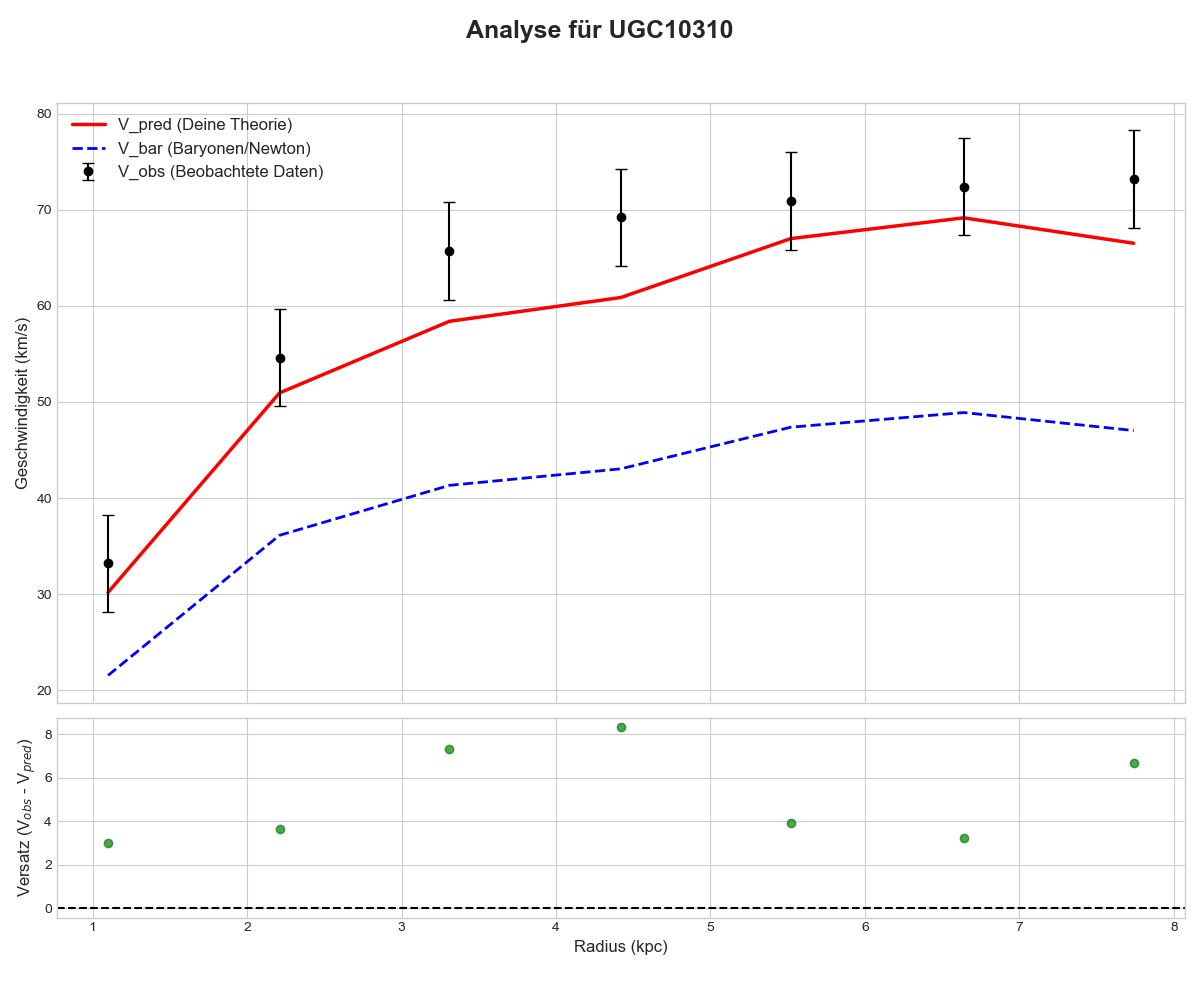 Analyse für UGC10310
V_pred (Deine Theorie)
V_bar (Baryonen/Newton)
V_obs (Beobachtete Daten)
Geschwindigkeit (km/s)
80
70
60
50
40
30
20
Versatz (V_obs - V_pred)
8
6
4
2
0
1 2 3 4 5 6 7 8
Radius (kpc)